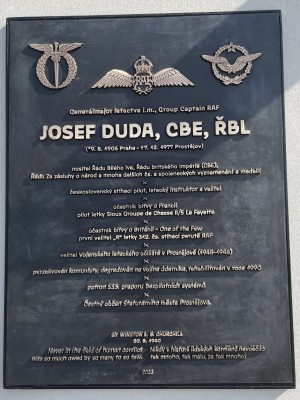 RAF
Generálmajor letectva i.m., Group Captain RAF
JOSEF DUDA, CBE, ŘBL
(*9. 8. 1905 Praha - †7. 12. 1977 Prostějov)
nositel Řádu Bílého lva, Řádu britského impéria (CBE),
Řádu Za zásluhy o národ a mnoha dalších čs. a spojeneckých vyznamenání a medailí
československý stíhací pilot, letecký instruktor a velitel
účastník bitvy o Francii
pilot letky Sioux Groupe de Chasse II/5 La Fayette
účastník bitvy o Británii - One of the Few
první velitel „A" letky 312. čs. stíhací perutě RAF
velitel Vojenského leteckého učiliště v Prostějově (1945-1948)
perzekvován komunisty, degradován na vojína údernika, rehabilitován v roce 1990
patron 533. praporu bezpilotních systémů
Čestný občan Statutárního města Prostějova
SIR WINSTON S. CHURCHILL
20. 8. 1940
Never in the field of human conflict
was so much owed by so many to so few.
Nikdy v historii lidských konfliktů nevděčilo
tak mnoho, tak málu, za tak mnoho!